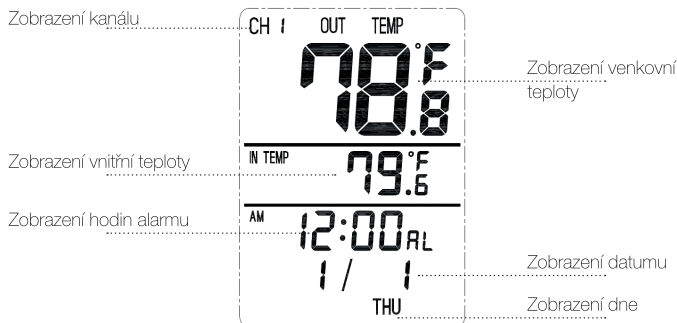 Zobrazení kanálu
CH 1 OUT TEMP
78.8 °F
Zobrazení venkovní
teploty
Zobrazení vnitřní teploty
IN TEMP 79.6 °F
Zobrazení hodin alarmu
AM 12:00 AL
1 / 1
Zobrazení datumu
THU
Zobrazení dne